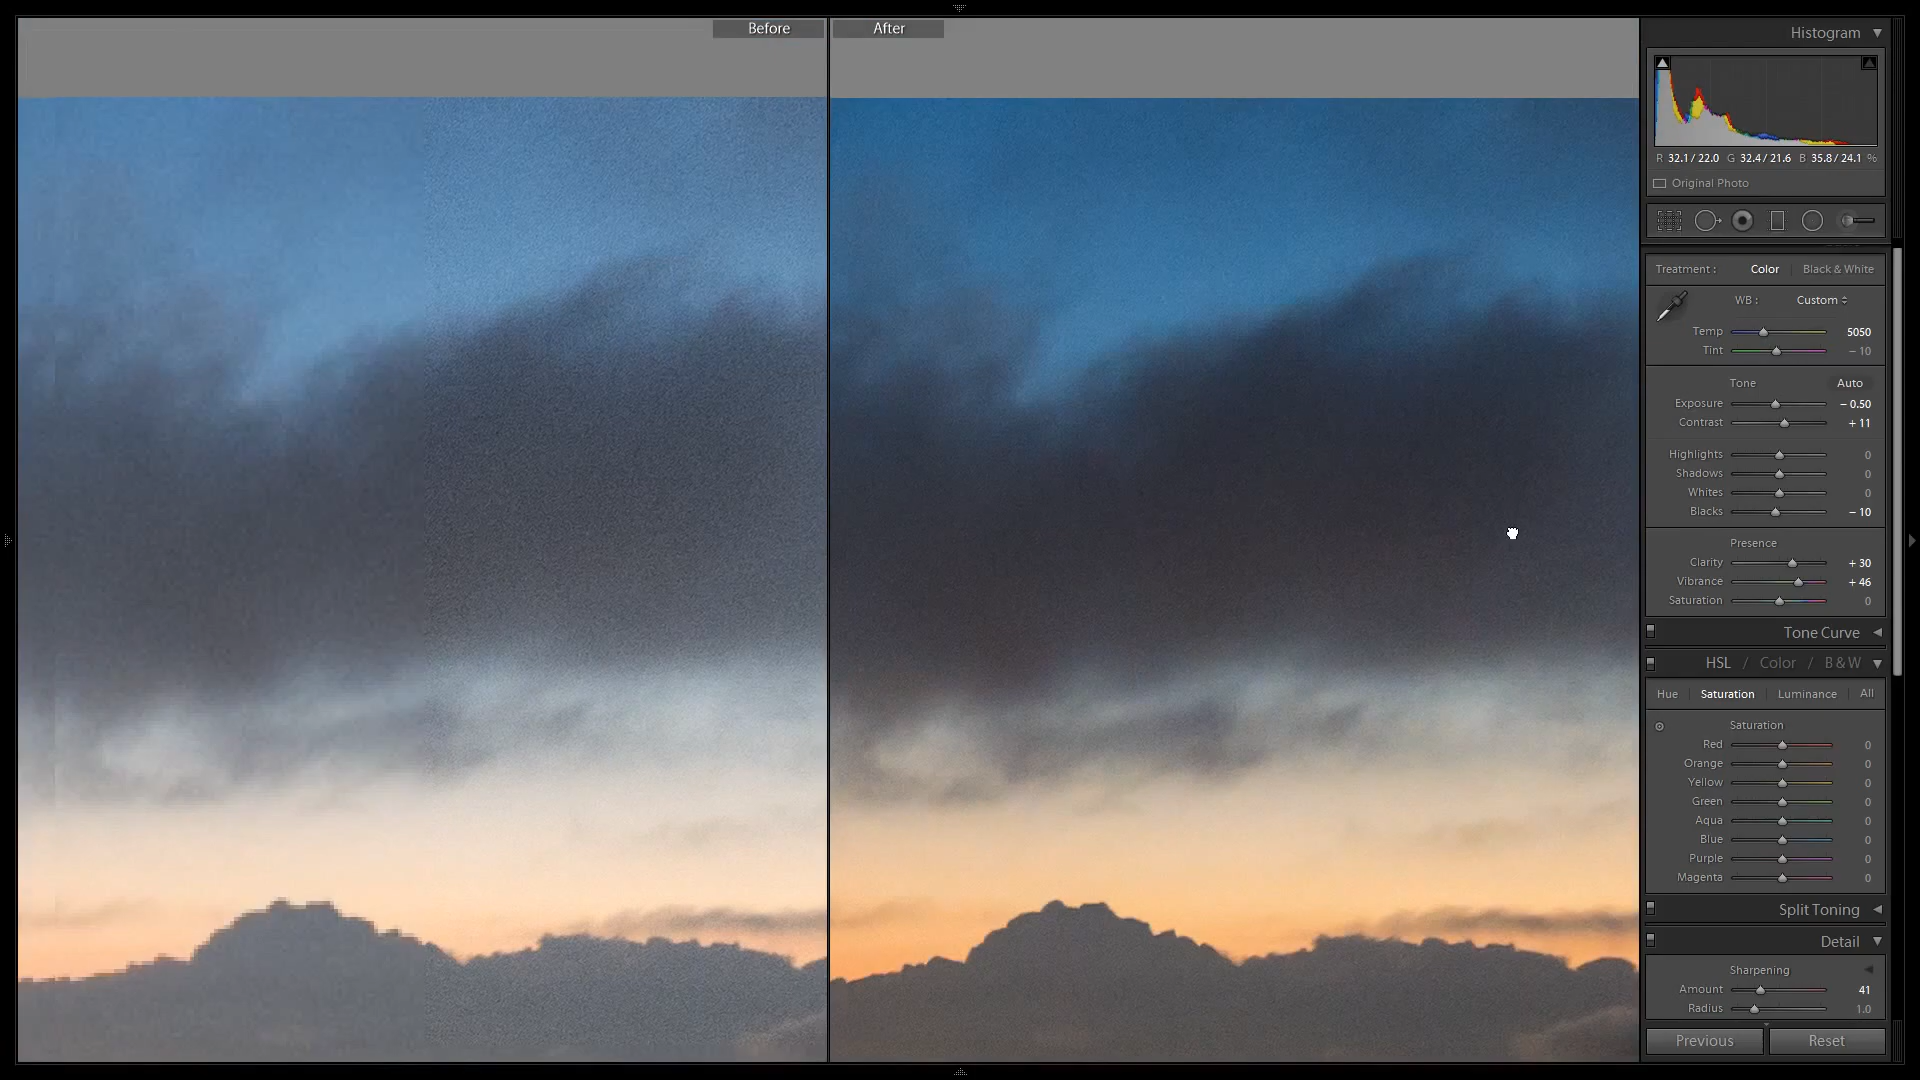 Before
After
Histogram
R 32.1 / 22.0 G 32.4 / 21.6 B 35.8 / 24.1 %
Original Photo
Treatment : Color Black & White
WB : Custom
Temp 5050
Tint – 10
Tone Auto
Exposure – 0.50
Contrast + 11
Highlights 0
Shadows 0
Whites 0
Blacks – 10
Presence
Clarity + 30
Vibrance + 46
Saturation 0
Tone Curve
HSL / Color / B & W
Hue Saturation Luminance All
Saturation
Red 0
Orange 0
Yellow 0
Green 0
Aqua 0
Blue 0
Purple 0
Magenta 0
Split Toning
Detail
Sharpening
Amount 41
Radius 1.0
Previous Reset